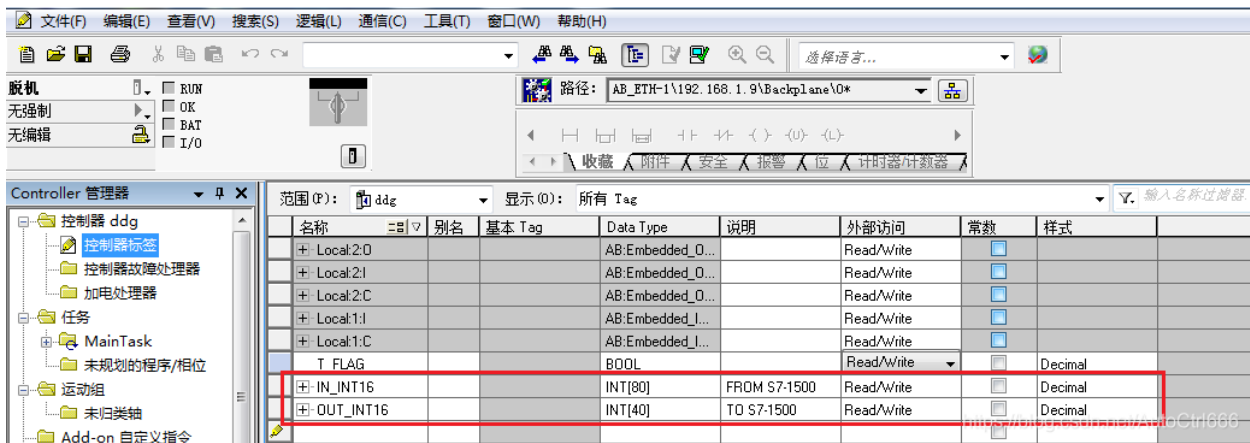 文件(F) 编辑(E) 查看(V) 搜索(S) 逻辑(L) 通信(C) 工具(T) 窗口(W) 帮助(H)
选择语言...
脱机 RUN
无强制 OK
无编辑 BAT
I/O
路径: AB_ETH-1\192.168.1.9\Backplane\0*
收藏 附件 安全 报警 位 计时器/计数器
Controller 管理器
控制器 ddg
控制器标签
控制器故障处理器
加电处理器
任务
MainTask
未规划的程序/相位
运动组
未归类轴
Add-on 自定义指令
范围(P): ddg 显示(O): 所有 Tag 输入名称过滤器.
名称 别名 基本 Tag Data Type 说明 外部访问 常数 样式
Local:2:O AB:Embedded_O... Read/Write
Local:2:I AB:Embedded_O... Read/Write
Local:2:C AB:Embedded_O... Read/Write
Local:1:I AB:Embedded_I... Read/Write
Local:1:C AB:Embedded_I... Read/Write
T_FLAG BOOL Read/Write Decimal
IN_INT16 INT[80] FROM S7-1500 Read/Write Decimal
OUT_INT16 INT[40] TO S7-1500 Read/Write Decimal
https://blog.csdn.net/AutoCtrl666